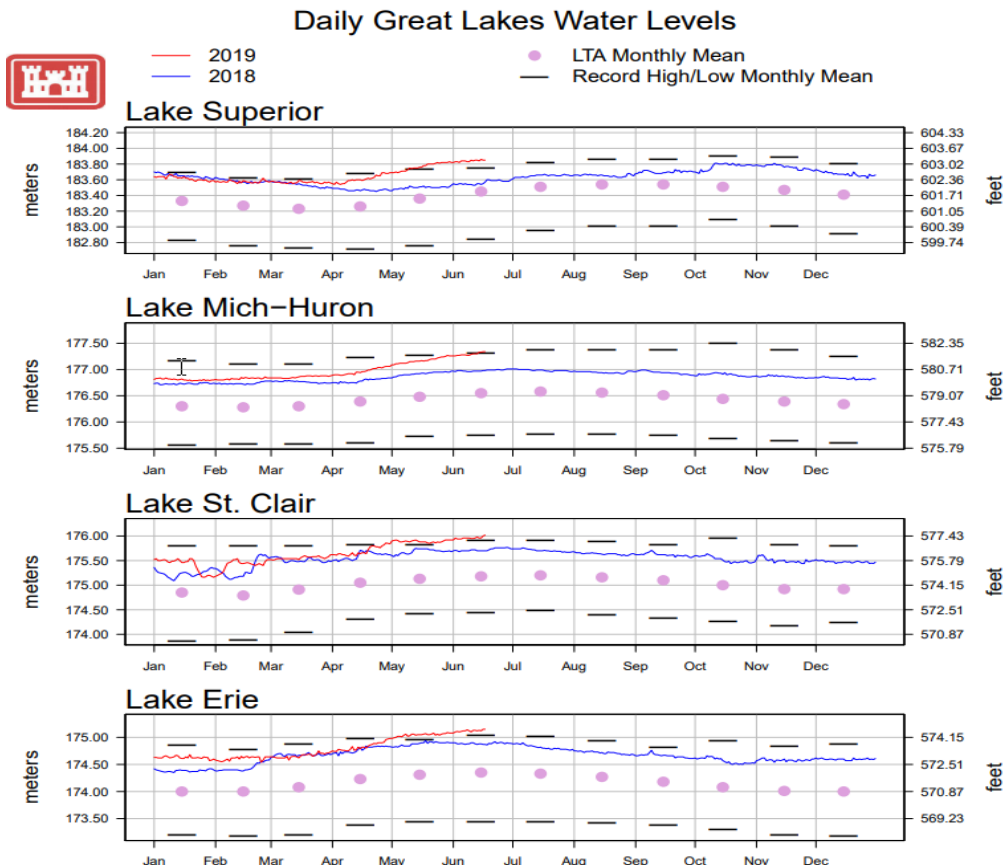 Daily Great Lakes Water Levels
2019
2018
LTA Monthly Mean
Record High/Low Monthly Mean
Lake Superior
184.20
184.00
183.80
183.60
183.40
183.20
183.00
182.80
meters
604.33
603.67
603.02
602.36
601.71
601.05
600.39
599.74
feet
Jan Feb Mar Apr May Jun Jul Aug Sep Oct Nov Dec
Lake Mich−Huron
177.50
177.00
176.50
176.00
175.50
meters
582.35
580.71
579.07
577.43
575.79
feet
Jan Feb Mar Apr May Jun Jul Aug Sep Oct Nov Dec
Lake St. Clair
176.00
175.50
175.00
174.50
174.00
meters
577.43
575.79
574.15
572.51
570.87
feet
Jan Feb Mar Apr May Jun Jul Aug Sep Oct Nov Dec
Lake Erie
175.00
174.50
174.00
173.50
meters
574.15
572.51
570.87
569.23
feet
Jan Feb Mar Apr May Jun Jul Aug Sep Oct Nov Dec